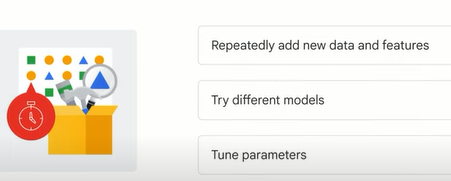 Repeatedly add new data and features
Try different models
Tune parameters